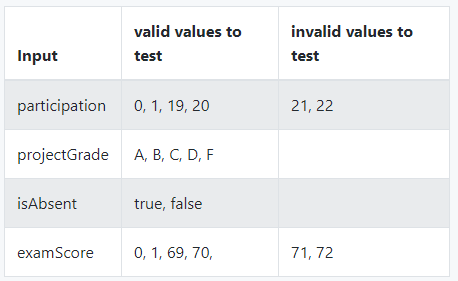 Input valid values to test invalid values to test
participation 0, 1, 19, 20 21, 22
projectGrade A, B, C, D, F
isAbsent true, false
examScore 0, 1, 69, 70, 71, 72